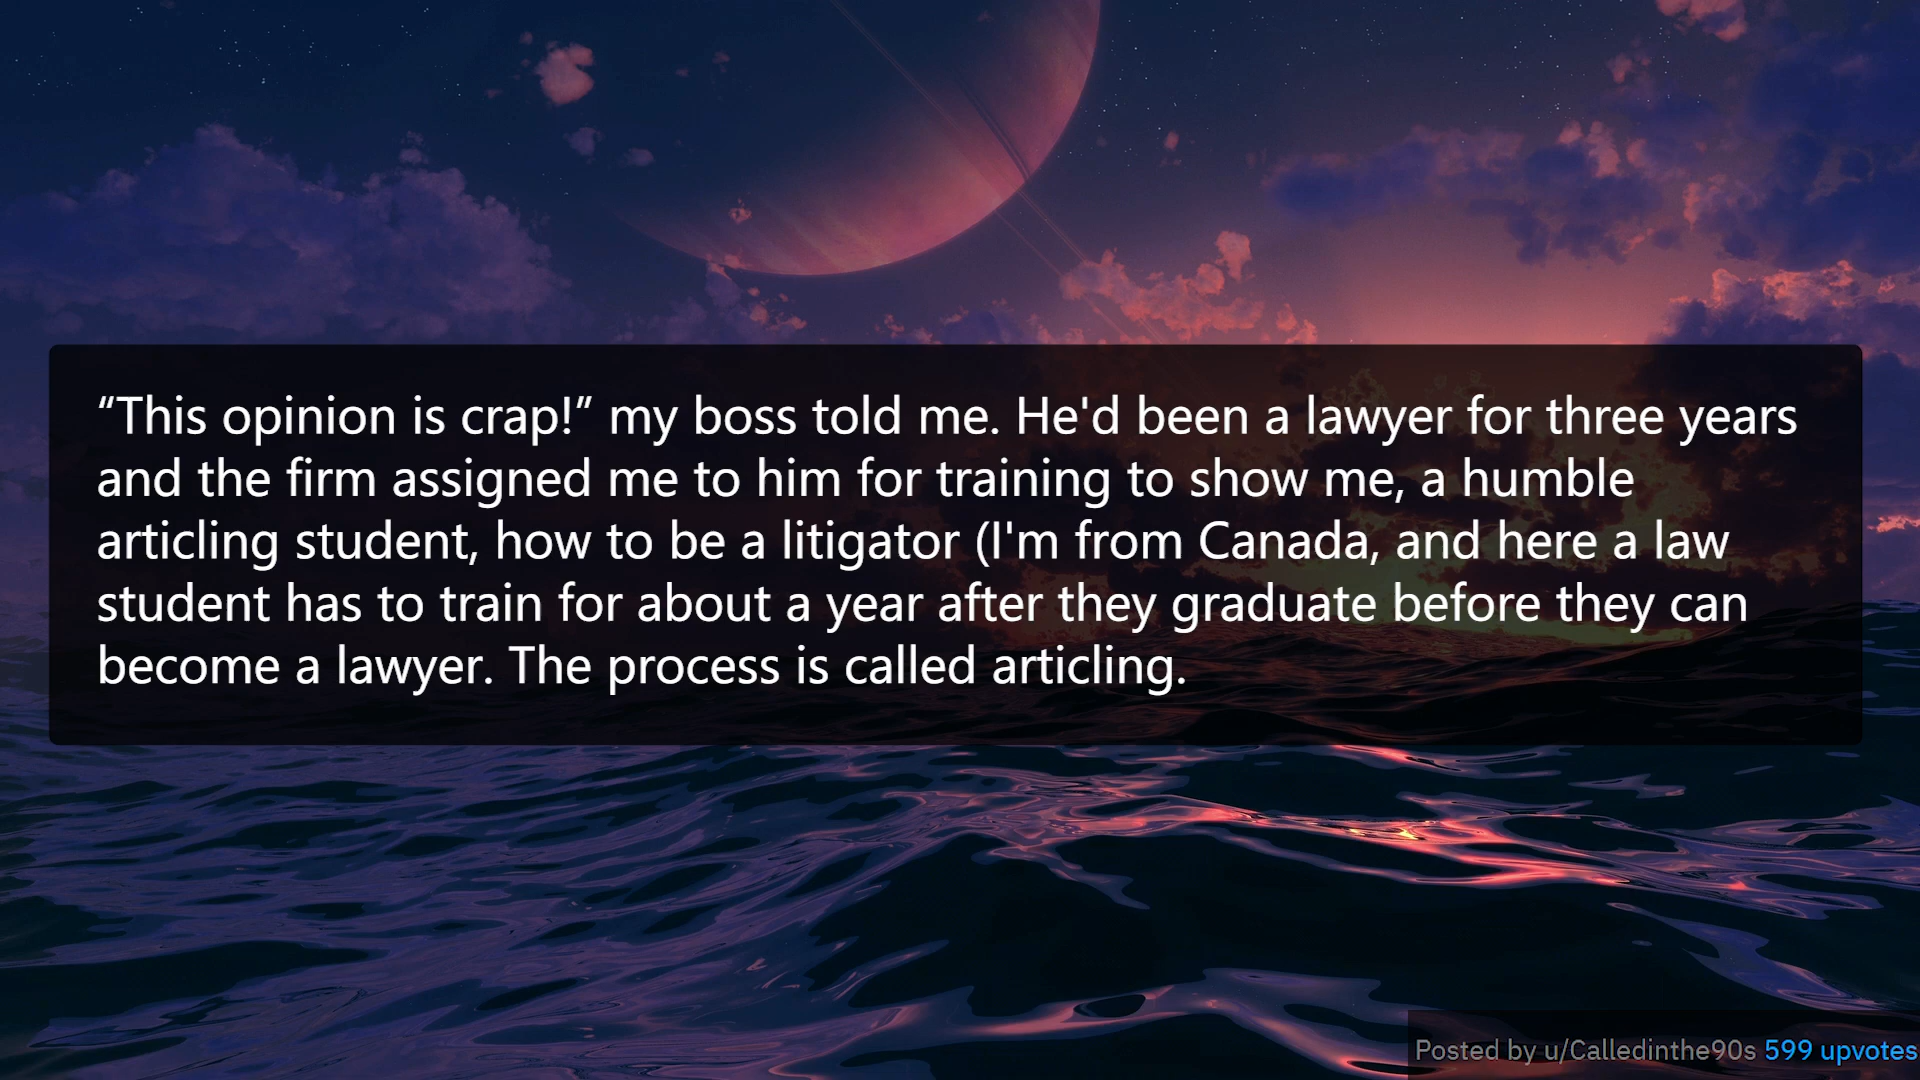 “This opinion is crap!” my boss told me. He'd been a lawyer for three years
and the firm assigned me to him for training to show me, a humble
articling student, how to be a litigator (I'm from Canada, and here a law
student has to train for about a year after they graduate before they can
become a lawyer. The process is called articling.
Posted by u/Calledinthe90s 599 upvotes